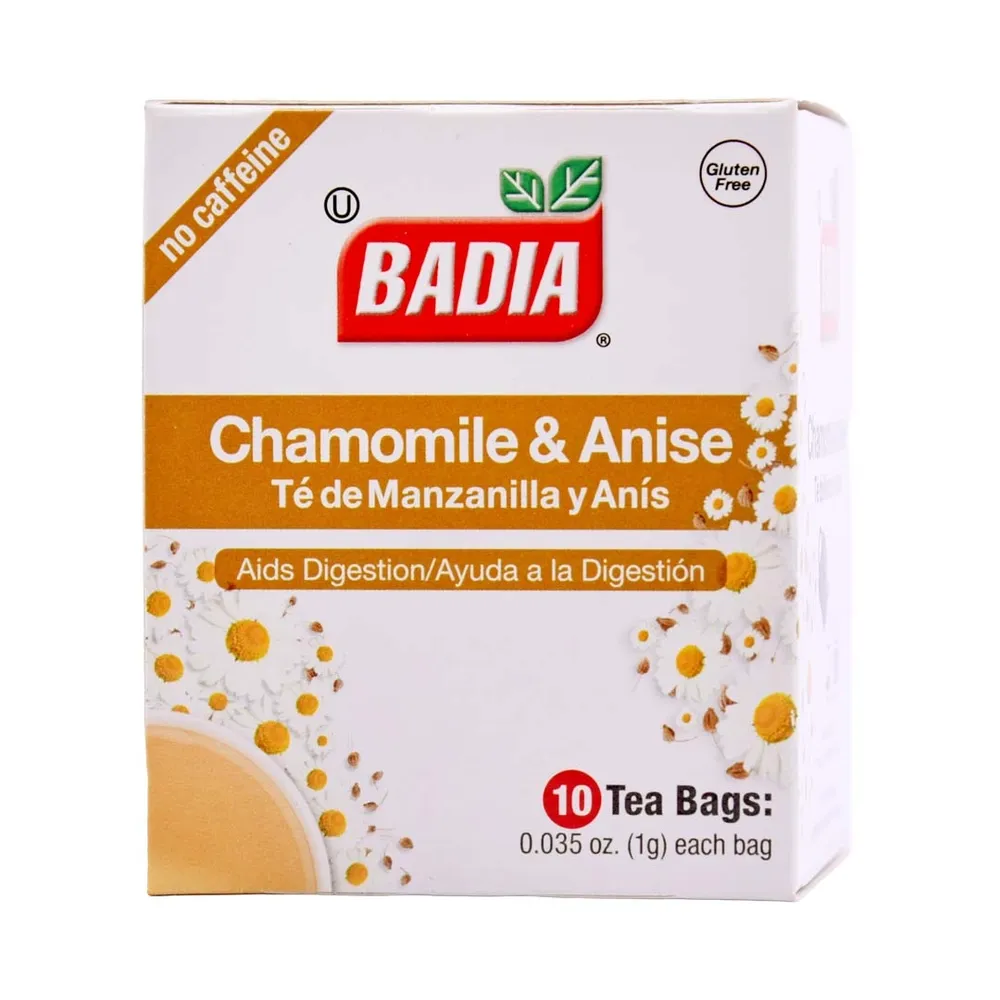 no caffeine
U
BADIA
®
Gluten
Free
Chamomile & Anise
Té de Manzanilla y Anís
Aids Digestion/Ayuda a la Digestión
10 Tea Bags:
0.035 oz. (1g) each bag